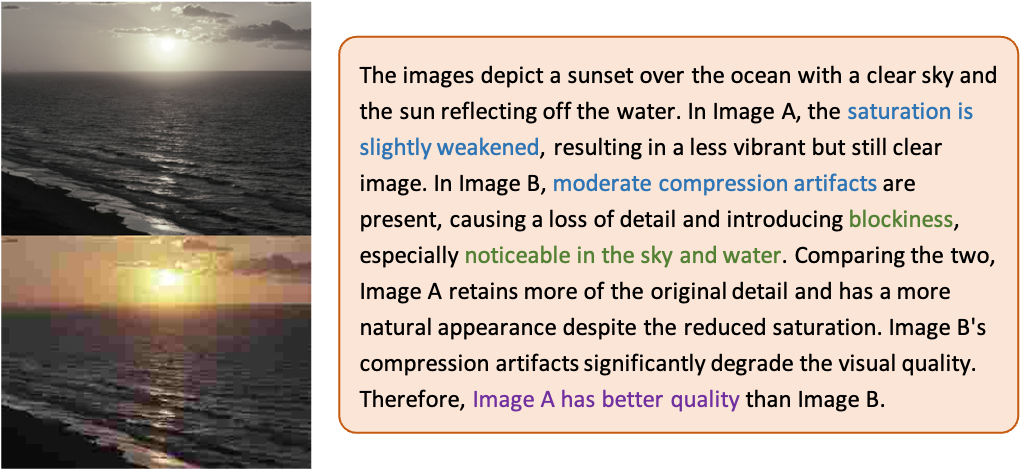 The images depict a sunset over the ocean with a clear sky and
the sun reflecting off the water. In Image A, the saturation is
slightly weakened, resulting in a less vibrant but still clear
image. In Image B, moderate compression artifacts are
present, causing a loss of detail and introducing blockiness,
especially noticeable in the sky and water. Comparing the two,
Image A retains more of the original detail and has a more
natural appearance despite the reduced saturation. Image B's
compression artifacts significantly degrade the visual quality.
Therefore, Image A has better quality than Image B.